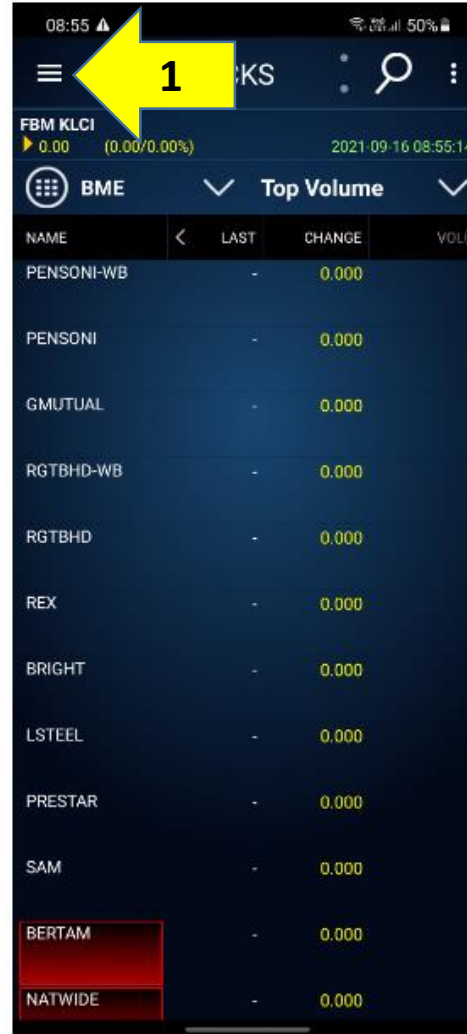 08:55 50%
1 CKS
FBM KLCI
0.00 (0.00/0.00%) 2021-09-16 08:55:14
BME Top Volume
NAME < LAST CHANGE VOLU
PENSONI-WB - 0.000
PENSONI - 0.000
GMUTUAL - 0.000
RGTBHD-WB - 0.000
RGTBHD - 0.000
REX - 0.000
BRIGHT - 0.000
LSTEEL - 0.000
PRESTAR - 0.000
SAM - 0.000
BERTAM - 0.000
NATWIDE - 0.000